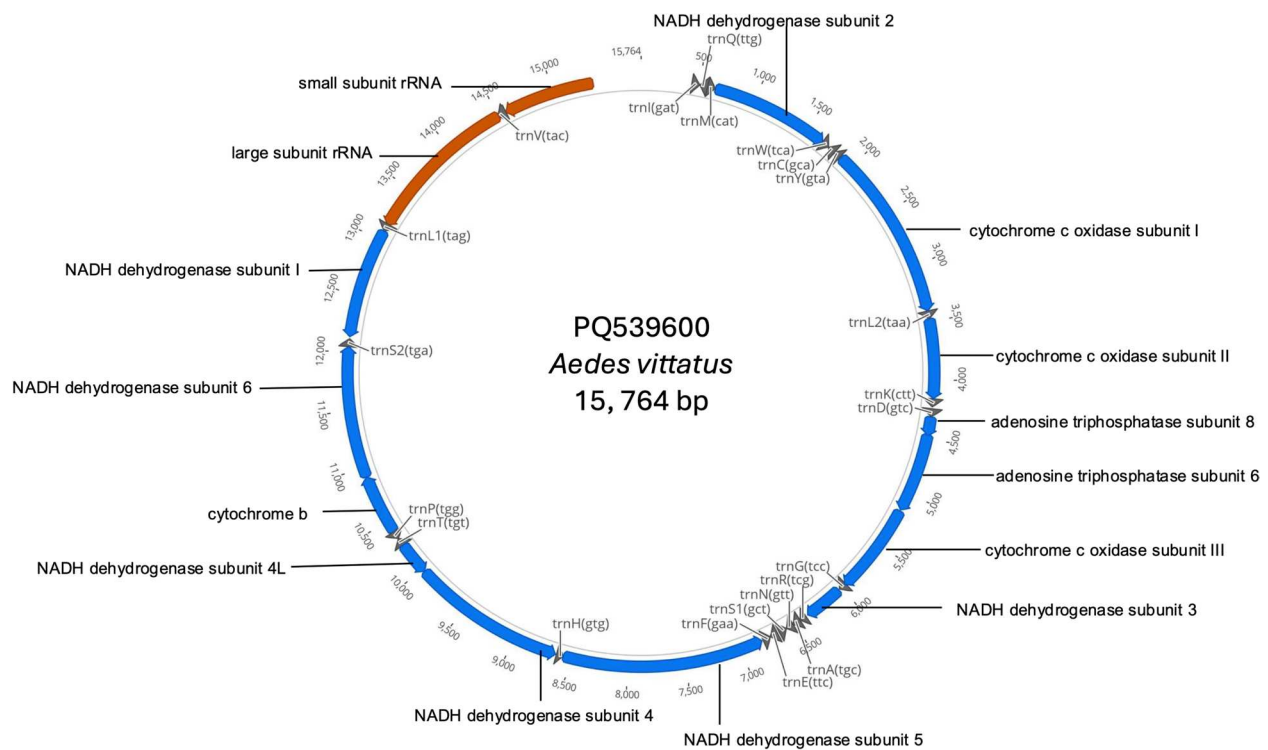 NADH dehydrogenase subunit 2
trnQ(ttg)
15,764
500
1,000
15,000
small subunit rRNA
14,500
trnI(gat)
trnM(cat)
1,500
14,000
trnV(tac)
trnW(tca)
2,000
large subunit rRNA
trnC(gca)
trnY(gta)
13,500
2,500
13,000
trnL1(tag)
cytochrome c oxidase subunit I
3,000
NADH dehydrogenase subunit I
12,500
trnL2(taa)
3,500
PQ539600
Aedes vittatus
15, 764 bp
12,000
trnS2(tga)
cytochrome c oxidase subunit II
NADH dehydrogenase subunit 6
4,000
trnK(ctt)
trnD(gtc)
11,500
adenosine triphosphatase subunit 8
4,500
adenosine triphosphatase subunit 6
11,000
5,000
cytochrome b
trnP(tgg)
trnT(tgt)
10,500
cytochrome c oxidase subunit III
5,500
NADH dehydrogenase subunit 4L
trnG(tcc)
trnR(tcg)
10,000
trnN(gtt)
6,000
trnS1(gct)
NADH dehydrogenase subunit 3
trnH(gtg)
trnF(gaa)
9,500
6,500
9,000
trnA(tgc)
7,000
trnE(ttc)
8,500
8,000
7,500
NADH dehydrogenase subunit 4
NADH dehydrogenase subunit 5